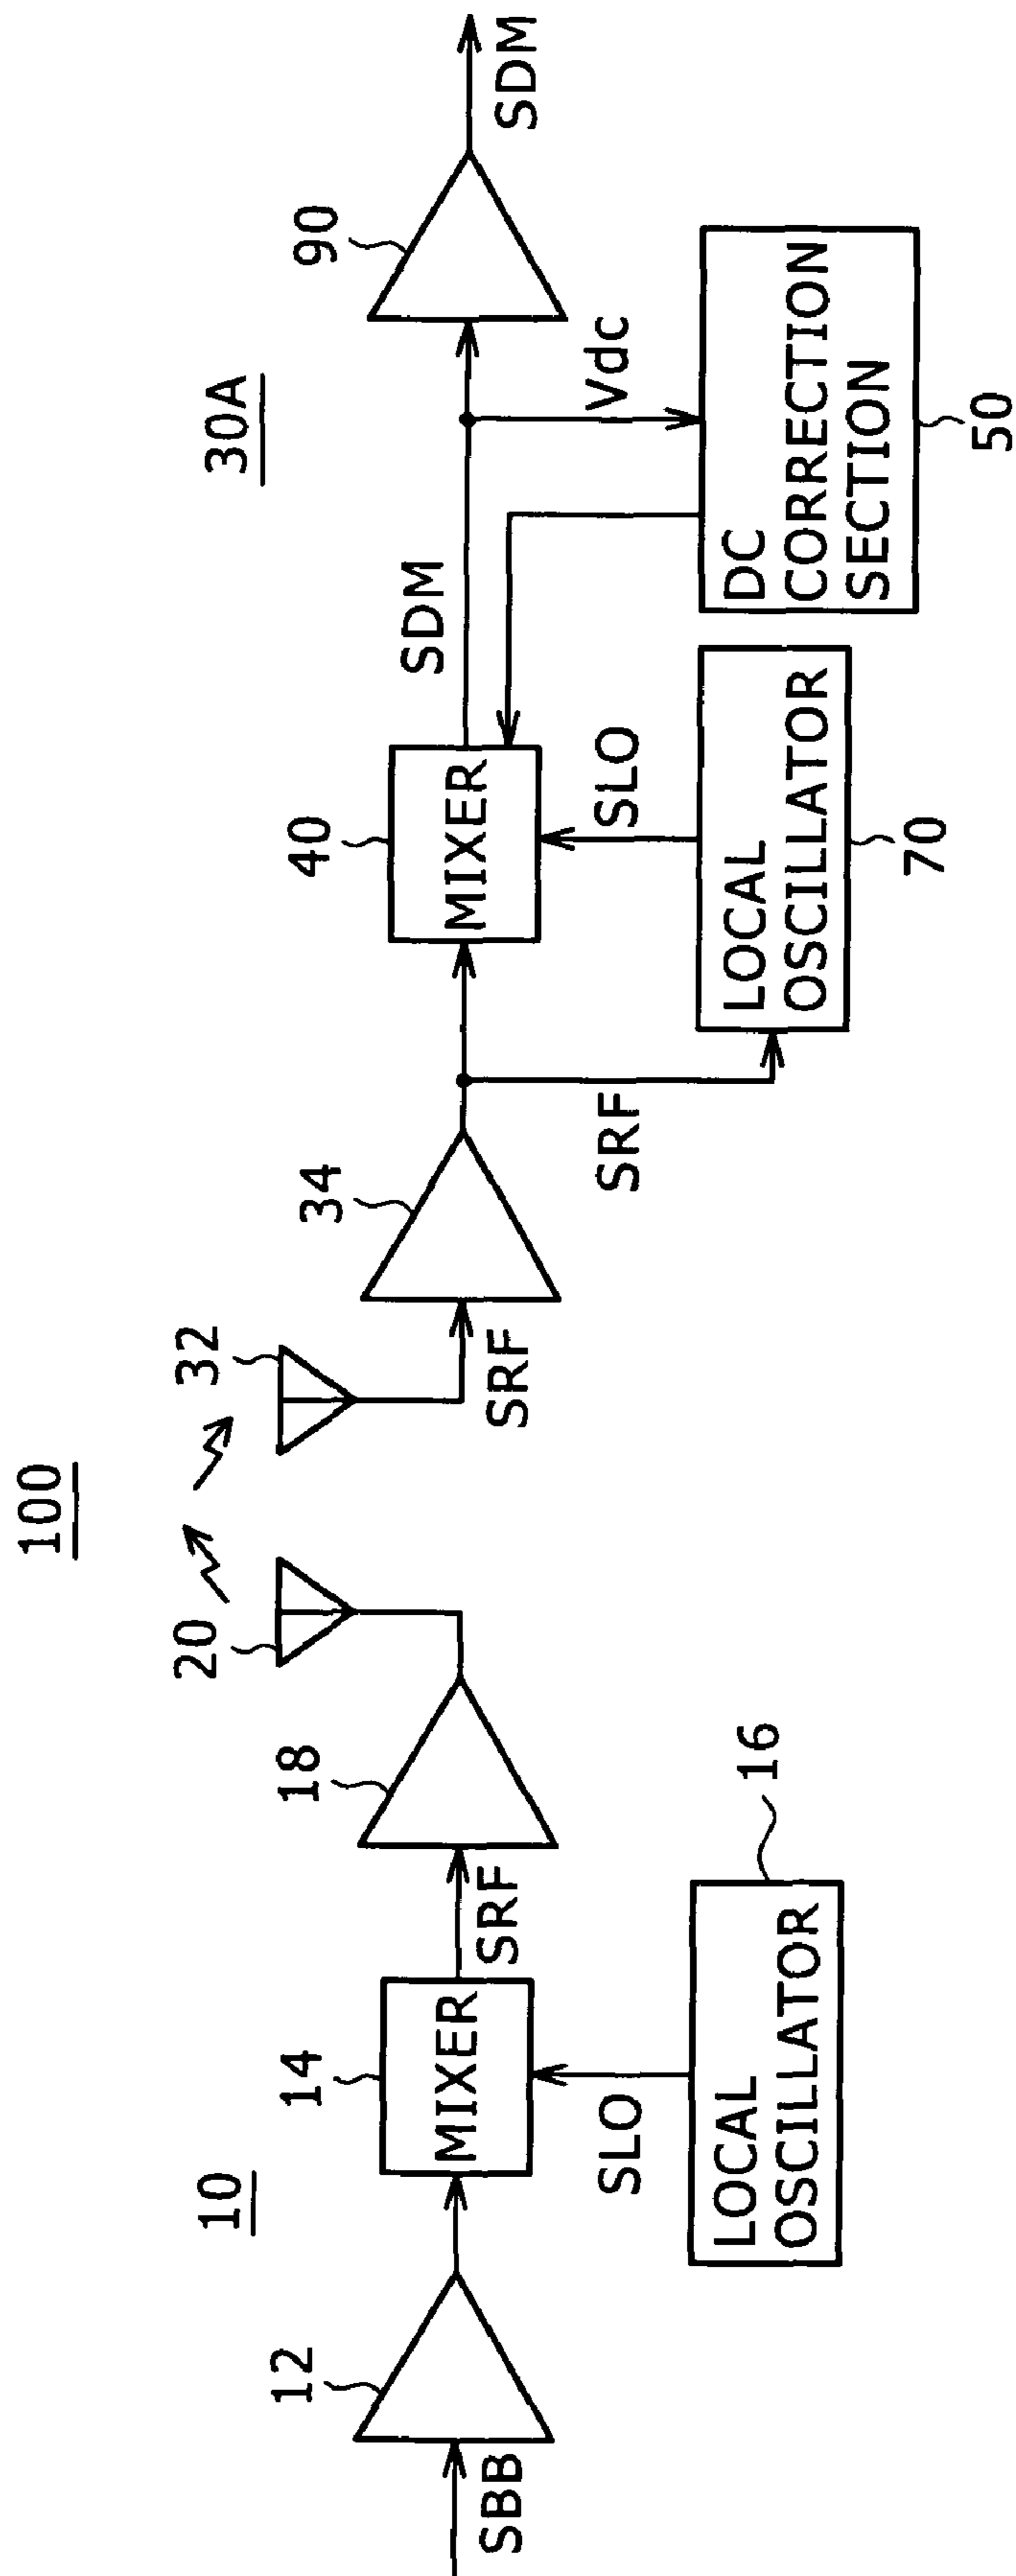 100
10
30A
12
14
18
20
32
34
40
90
SBB
MIXER
SRF
SRF
SDM
MIXER
SDM
SLO
SRF
SLO
Vdc
LOCAL
OSCILLATOR
16
LOCAL
OSCILLATOR
70
DC
CORRECTION
SECTION
50